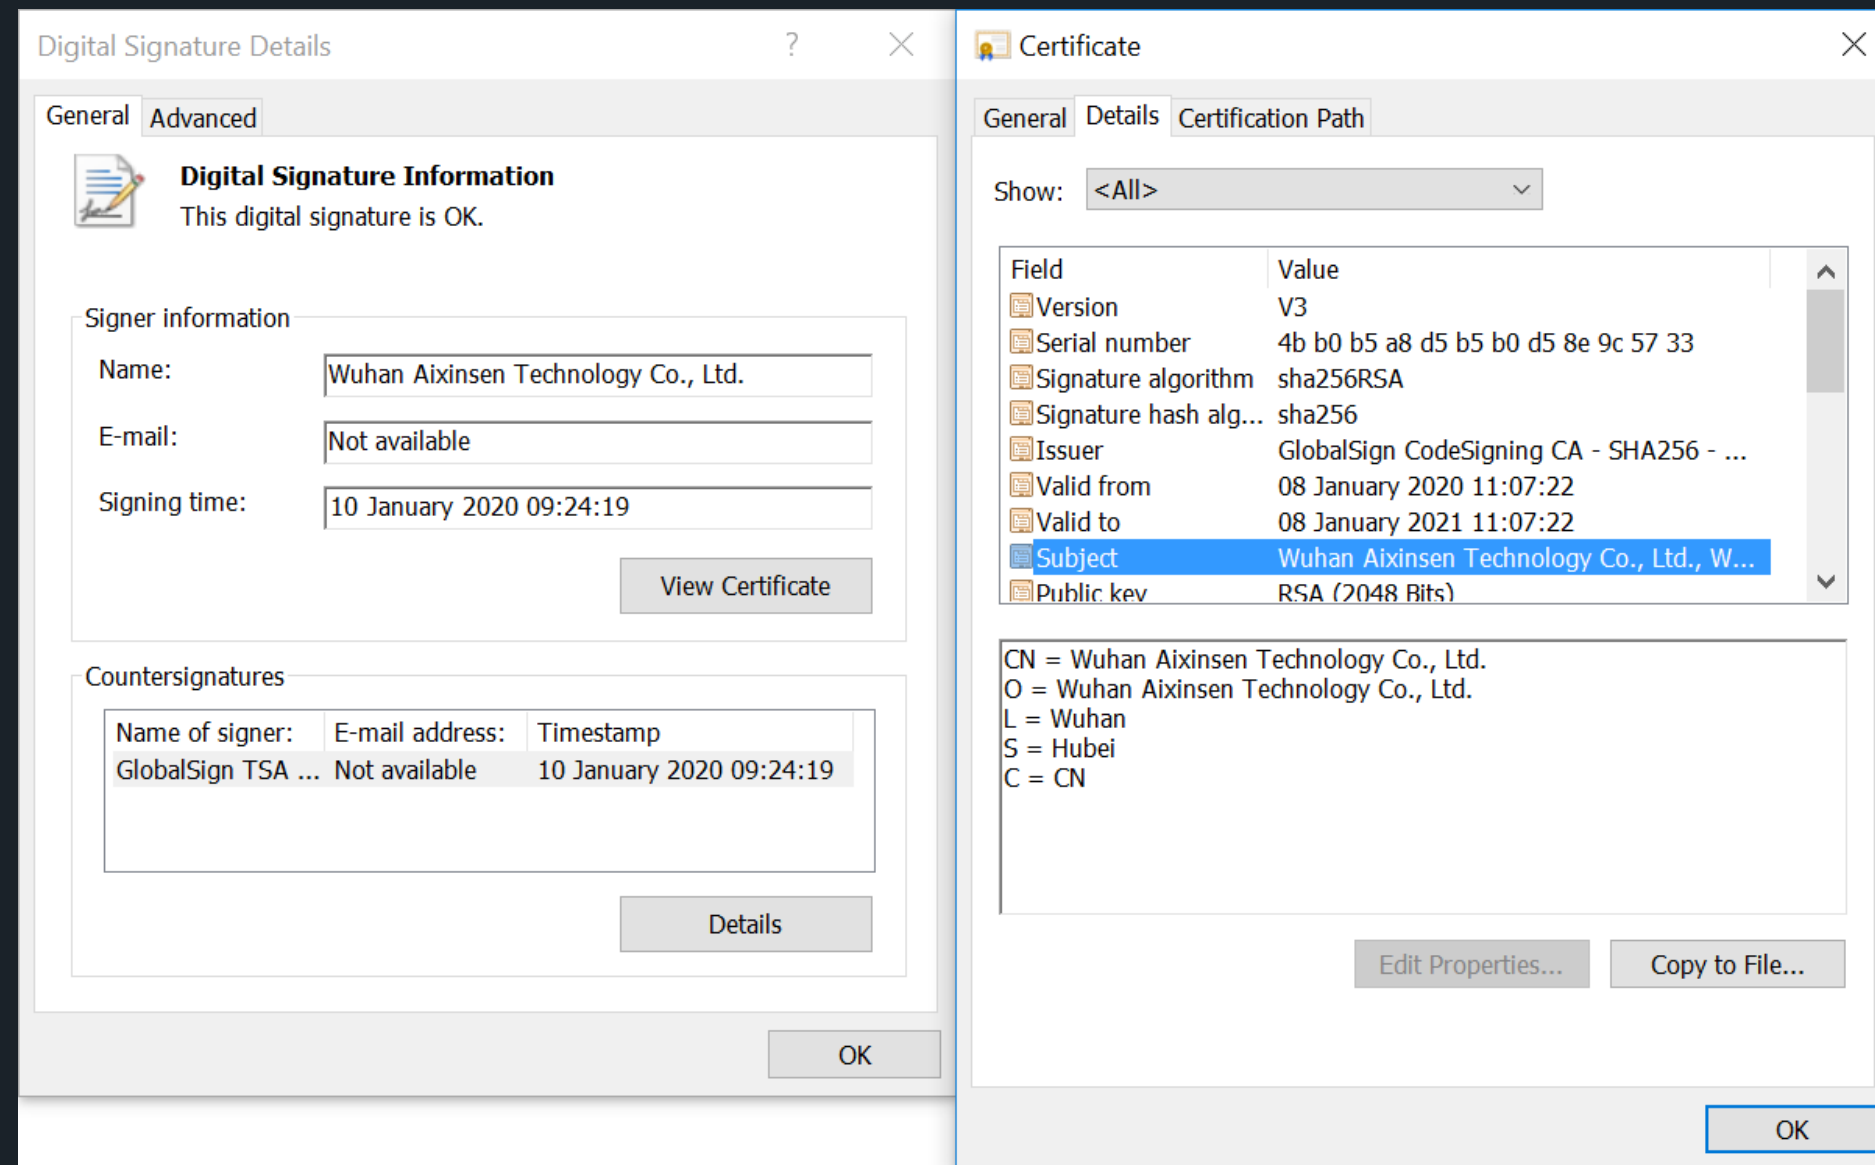 Digital Signature Details
?
General Advanced
Digital Signature Information
This digital signature is OK.
Signer information
Name: Wuhan Aixinsen Technology Co., Ltd.
E-mail: Not available
Signing time: 10 January 2020 09:24:19
View Certificate
Countersignatures
Name of signer: E-mail address: Timestamp
GlobalSign TSA ... Not available 10 January 2020 09:24:19
Details
OK
Certificate
General Details Certification Path
Show: <All>
Field Value
Version V3
Serial number 4b b0 b5 a8 d5 b5 b0 d5 8e 9c 57 33
Signature algorithm sha256RSA
Signature hash alg... sha256
Issuer GlobalSign CodeSigning CA - SHA256 - ...
Valid from 08 January 2020 11:07:22
Valid to 08 January 2021 11:07:22
Subject Wuhan Aixinsen Technology Co., Ltd., W...
Public key RSA (2048 Bits)
CN = Wuhan Aixinsen Technology Co., Ltd.
O = Wuhan Aixinsen Technology Co., Ltd.
L = Wuhan
S = Hubei
C = CN
Edit Properties...
Copy to File...
OK